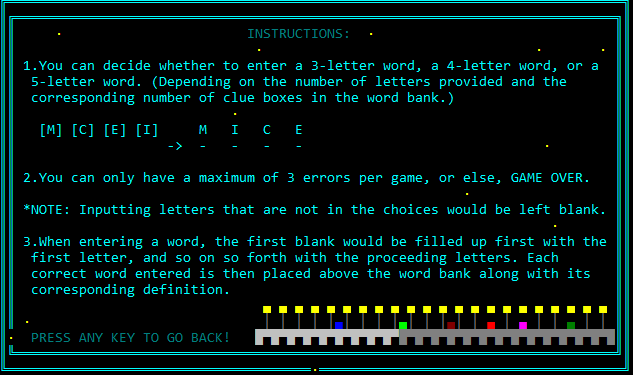 INSTRUCTIONS:
1.You can decide whether to enter a 3-letter word, a 4-letter word, or a
5-letter word. (Depending on the number of letters provided and the
corresponding number of clue boxes in the word bank.)
[M] [C] [E] [I] M I C E
-> - - - -
2.You can only have a maximum of 3 errors per game, or else, GAME OVER.
*NOTE: Inputting letters that are not in the choices would be left blank.
3.When entering a word, the first blank would be filled up first with the
first letter, and so on so forth with the proceeding letters. Each
correct word entered is then placed above the word bank along with its
corresponding definition.
PRESS ANY KEY TO GO BACK!